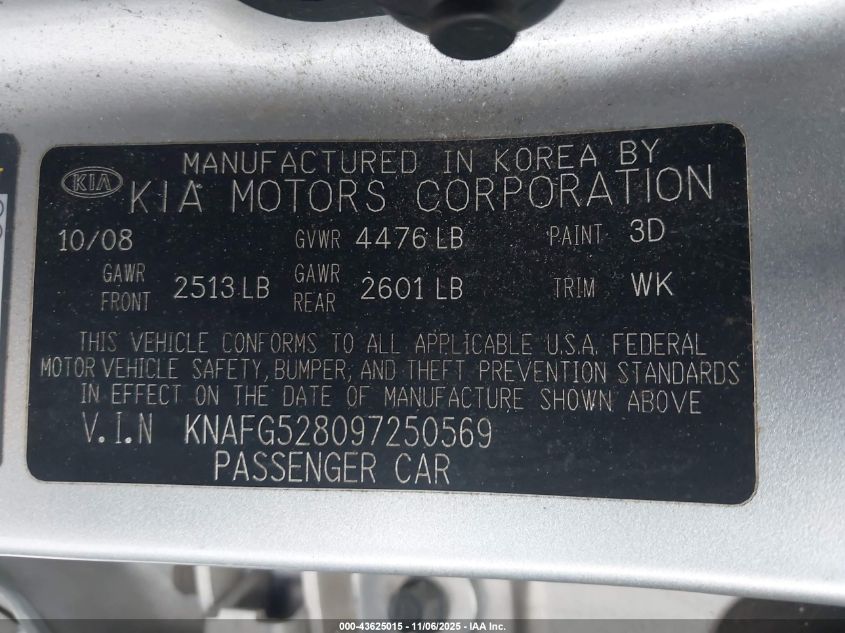 MANUFACTURED IN KOREA BY
KIA KIA MOTORS CORPORATION
10/08 GVWR 4476 LB PAINT 3D
GAWR FRONT 2513 LB GAWR REAR 2601 LB TRIM WK
THIS VEHICLE CONFORMS TO ALL APPLICABLE U.S.A. FEDERAL
MOTOR VEHICLE SAFETY, BUMPER, AND THEFT PREVENTION STANDARDS
IN EFFECT ON THE DATE OF MANUFACTURE SHOWN ABOVE
V.I.N KNAFG528097250569
PASSENGER CAR
000-43625015 - 11/06/2025 - IAA Inc.